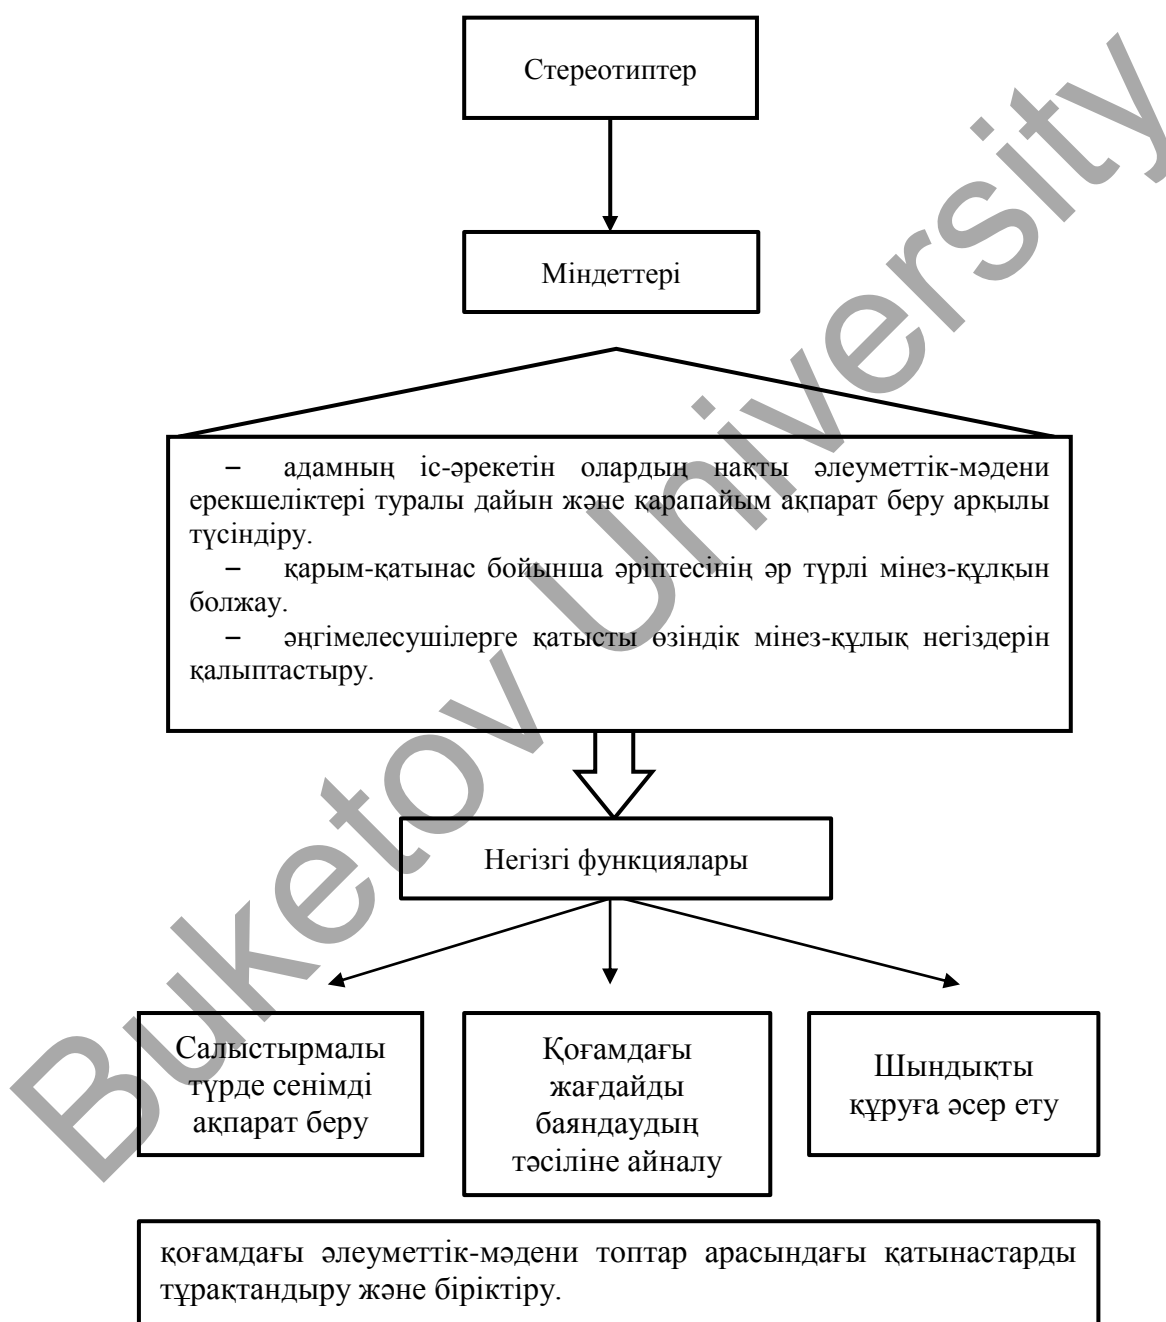 Стереотиптер
Міндеттері
– адамның іс-әрекетін олардың нақты әлеуметтік-мәдени
ерекшеліктері туралы дайын және қарапайым ақпарат беру арқылы
түсіндіру.
– қарым-қатынас бойынша әріптесінің әр түрлі мінез-құлқын
болжау.
– әңгімелесушілерге қатысты өзіндік мінез-құлық негіздерін
қалыптастыру.
Негізгі функциялары
Салыстырмалы
түрде сенімді
ақпарат беру
Қоғамдағы
жағдайды
баяндаудың
тәсіліне айналу
Шындықты
құруға әсер ету
қоғамдағы әлеуметтік-мәдени топтар арасындағы қатынастарды
тұрақтандыру және біріктіру.
Buketov University